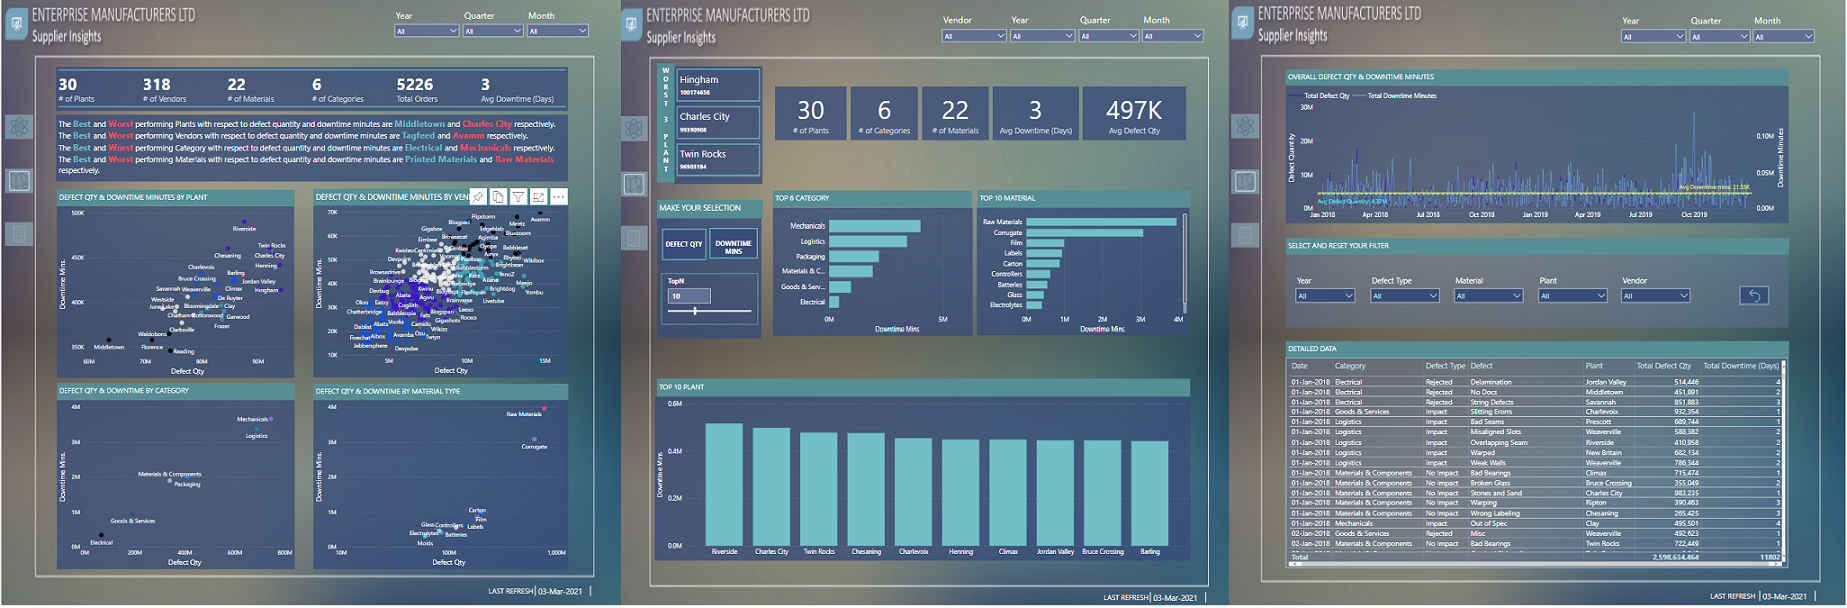 ENTERPRISE MANUFACTURERS LTD
Supplier Insights
Year Quarter Month
All All All
30 318 22 6 5226 3
# of Plants # of Vendors # of Materials # of Categories Total Orders Avg Downtime (Days)
The Best and Worst performing Plants with respect to defect quantity and downtime minutes are Middletown and Charles City respectively.
The Best and Worst performing Vendors with respect to defect quantity and downtime minutes are Tagfeed and Avamm respectively.
The Best and Worst performing Category with respect to defect quantity and downtime minutes are Electrical and Mechanicals respectively.
The Best and Worst performing Materials with respect to defect quantity and downtime minutes are Printed Materials and Raw Materials
respectively.
DEFECT QTY & DOWNTIME MINUTES BY PLANT
500K
450K
400K
350K
Downtime Mins.
Riverside
Twin Rocks
Chesaning
Charles City
Charlevoix
Henning
Barling
Bruce Crossing
Jordan Valley
Savannah
Weaverville
Climax
Hingham
De Ruyter
Westside
Bloomingdale
Clay
Garwood
Frazer
Clarksville
Waldoboro
Middletown
Florence
Reading
60M 70M 80M 90M
Defect Qty
DEFECT QTY & DOWNTIME MINUTES BY VEN
70K
60K
50K
40K
30K
20K
10K
Downtime Mins.
Flipstorm
Avamm
Gigabox
Meetz
Edgeblab
Buzzoom
Eimbee
Browsecat
Agimba
Babbleset
Wikibox
Rhyloo
Brightbean
InnoZ
Brightdog
Yombu
Livetube
Brainverse
Browsedrive
Brainlounge
Devbug
Chatterbridge
Dablist
Jabbersphere
Devpulse
Gigashots
Wikizz
5M 10M 15M
Defect Qty
DEFECT QTY & DOWNTIME BY CATEGORY
4M
3M
2M
1M
0M
Downtime Mins.
Mechanicals
Logistics
Materials & Components
Packaging
Goods & Services
Electrical
0M 200M 400M 600M 800M
Defect Qty
DEFECT QTY & DOWNTIME BY MATERIAL TYPE
4M
3M
2M
1M
0M
Downtime Mins.
Raw Materials
Corrugate
Carton
Film
Glass
Controllers
Labels
Electrolytes
Batteries
Molds
10M 100M 1,000M
Defect Qty
LAST REFRESH 03-Mar-2021
ENTERPRISE MANUFACTURERS LTD
Supplier Insights
Vendor Year Quarter Month
All All All All
WORST 3 PLANT
Hingham
100174656
Charles City
99390908
Twin Rocks
96903184
30 6 22 3 497K
# of Plants # of Categories # of Materials Avg Downtime (Days) Avg Defect Qty
MAKE YOUR SELECTION
DEFECT QTY
DOWNTIME
MINS
TopN
10
TOP 6 CATEGORY
Mechanicals
Logistics
Packaging
Materials & C...
Goods & Serv...
Electrical
0M 5M
Downtime Mins
TOP 10 MATERIAL
Raw Materials
Corrugate
Film
Labels
Carton
Controllers
Batteries
Glass
Electrolytes
0M 1M 2M 3M 4M
Downtime Mins
TOP 10 PLANT
0.6M
0.4M
0.2M
0.0M
Downtime Mins
Riverside Charles City Twin Rocks Chesaning Charlevoix Henning Climax Jordan Valley Bruce Crossing Barling
LAST REFRESH 03-Mar-2021
ENTERPRISE MANUFACTURERS LTD
Supplier Insights
Year Quarter Month
All All All
OVERALL DEFECT QTY & DOWNTIME MINUTES
Total Defect Qty Total Downtime Minutes
30M
20M
10M
0M
Defect Quantity
0.10M
0.05M
0.00M
Downtime Minutes
Avg Downtime mins: 21.55K
Jan 2018 Apr 2018 Jul 2018 Oct 2018 Jan 2019 Apr 2019 Jul 2019 Oct 2019
SELECT AND RESET YOUR FILTER
Year Defect Type Material Plant Vendor
All All All All All
DETAILED DATA
Date Category Defect Type Defect Plant Total Defect Qty Total Downtime (Days)
01-Jan-2018 Electrical Rejected Delamination Jordan Valley 514,446 4
01-Jan-2018 Electrical Rejected No Docs Middletown 451,891 2
01-Jan-2018 Electrical Rejected String Defects Savannah 851,883 3
01-Jan-2018 Goods & Services Impact Slitting Errorrs Charlevoix 932,354 1
01-Jan-2018 Logistics Impact Bad Seams Prescott 689,744 1
01-Jan-2018 Logistics Impact Misaligned Slots Weaverville 588,382 2
01-Jan-2018 Logistics Impact Overlapping Seam Riverside 410,958 2
01-Jan-2018 Logistics Impact Warped New Britain 682,134 2
01-Jan-2018 Logistics Impact Weak Walls Weaverville 786,344 2
01-Jan-2018 Materials & Components No Impact Bad Bearings Climax 715,474 1
01-Jan-2018 Materials & Components No Impact Broken Glass Bruce Crossing 355,049 2
01-Jan-2018 Materials & Components No Impact Stones and Sand Charles City 983,235 1
01-Jan-2018 Materials & Components No Impact Warping Ripton 390,463 3
01-Jan-2018 Materials & Components No Impact Wrong Labeling Chesaning 265,425 3
01-Jan-2018 Mechanicals Impact Out of Spec Clay 495,501 4
02-Jan-2018 Goods & Services Rejected Misc Weaverville 492,623 1
02-Jan-2018 Materials & Components No Impact Bad Bearings Twin Rocks 722,449 1
Total 2,598,634,464 11802
LAST REFRESH 03-Mar-2021